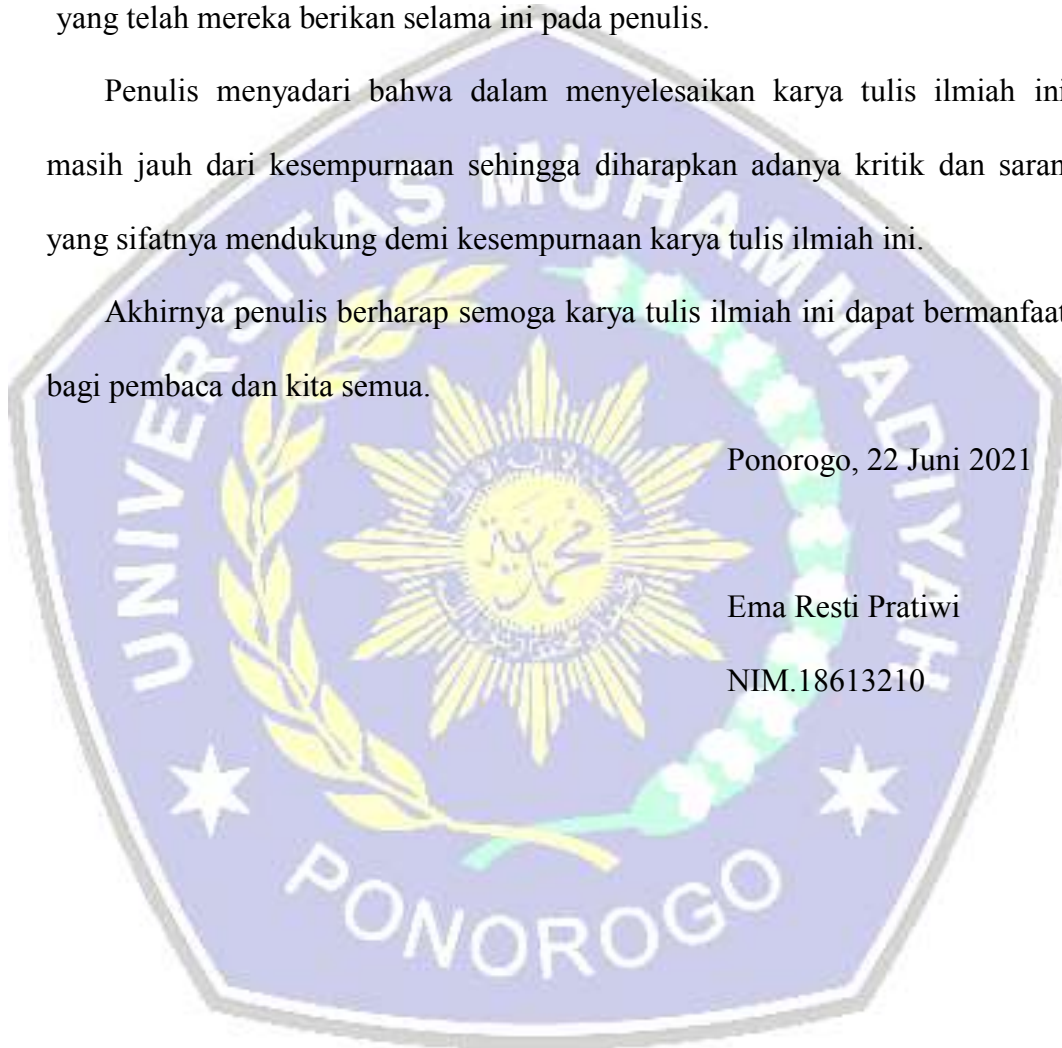 yang telah mereka berikan selama ini pada penulis.
Penulis menyadari bahwa dalam menyelesaikan karya tulis ilmiah ini
masih jauh dari kesempurnaan sehingga diharapkan adanya kritik dan saran
yang sifatnya mendukung demi kesempurnaan karya tulis ilmiah ini.
Akhirnya penulis berharap semoga karya tulis ilmiah ini dapat bermanfaat
bagi pembaca dan kita semua.
Ponorogo, 22 Juni 2021
Ema Resti Pratiwi
NIM.18613210
UNIVERSITAS MUHAMMADIYAH
PONOROGO